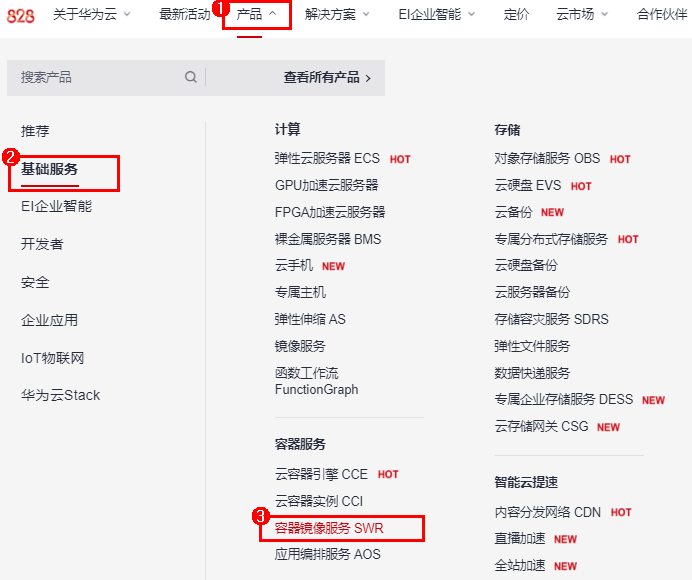 828 关于华为云 最新活动 1 产品 解决方案 EI企业智能 定价 云市场 合作伙伴
搜索产品 查看所有产品
推荐
2
基础服务
EI企业智能
开发者
安全
企业应用
IoT物联网
华为云Stack
计算
弹性云服务器 ECS HOT
GPU加速云服务器
FPGA加速云服务器
裸金属服务器 BMS
云手机 NEW
专属主机
弹性伸缩 AS
镜像服务
函数工作流
FunctionGraph
容器服务
云容器引擎 CCE HOT
云容器实例 CCI
3
容器镜像服务 SWR
应用编排服务 AOS
存储
对象存储服务 OBS HOT
云硬盘 EVS HOT
云备份 NEW
专属分布式存储服务 HOT
云硬盘备份
云服务器备份
存储容灾服务 SDRS
弹性文件服务
数据快递服务
专属企业存储服务 DESS NEW
云存储网关 CSG NEW
智能云提速
内容分发网络 CDN HOT
直播加速 NEW
全站加速 NEW